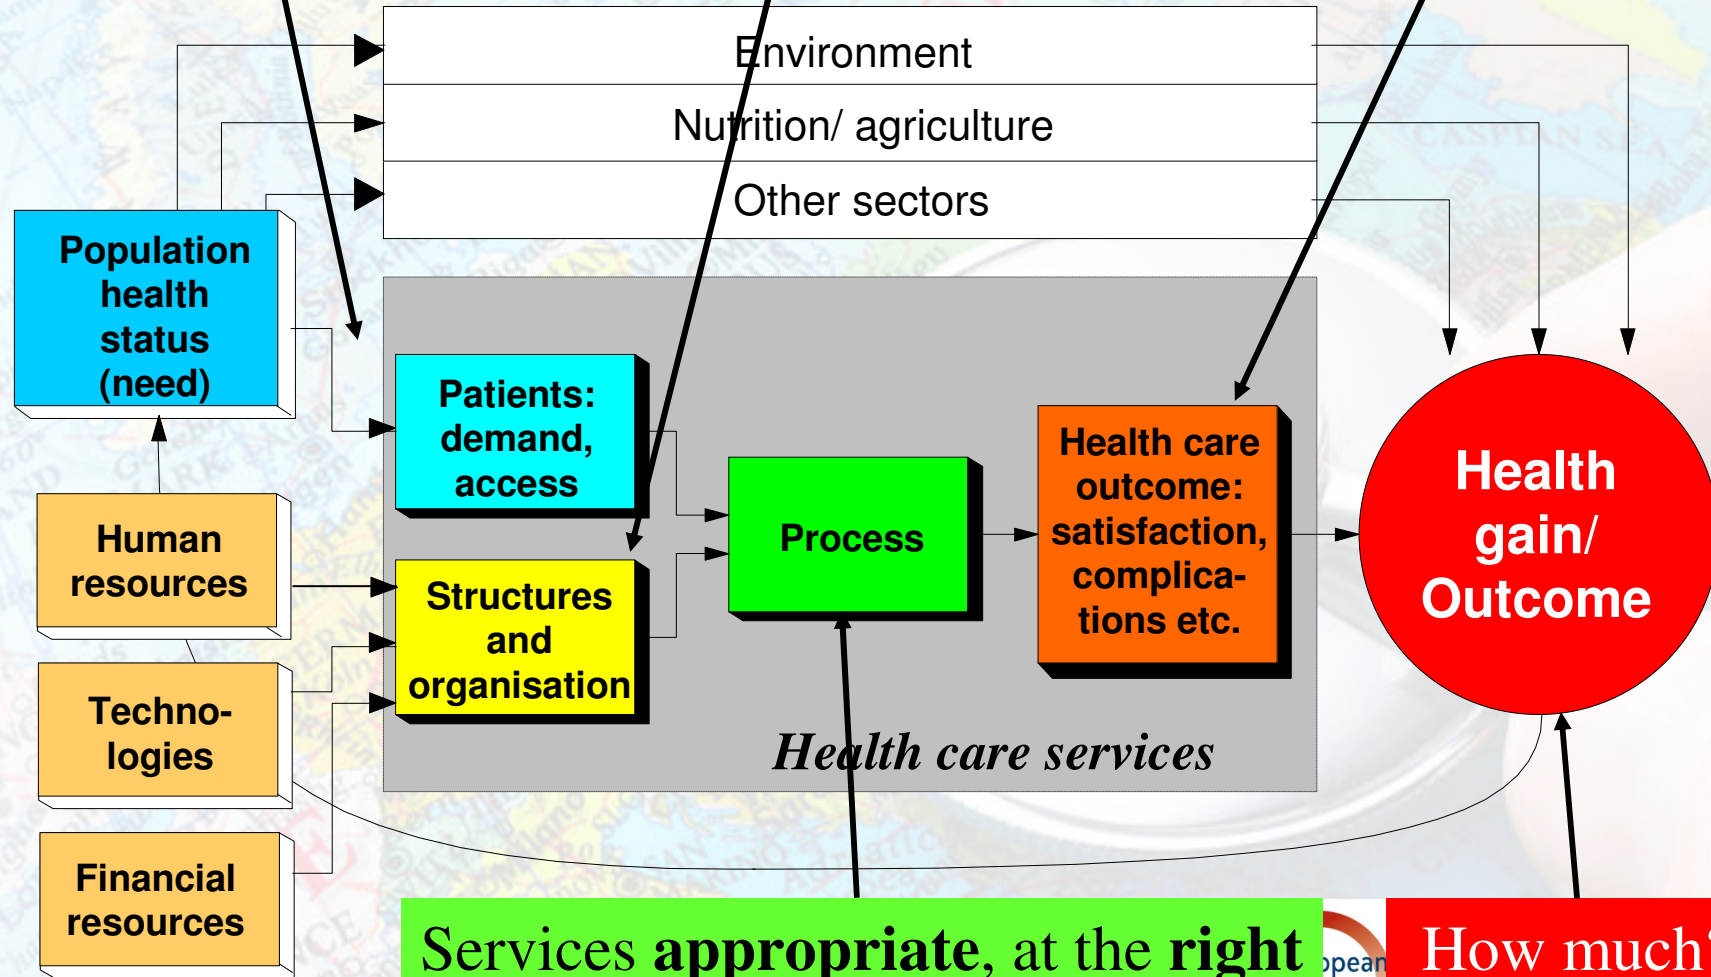 Environment
Nutrition/ agriculture
Other sectors
CASPIAN SEA
Population
health
status
(need)
Patients:
demand,
access
Human
resources
Structures
and
organisation
Process
Health care
outcome:
satisfaction,
complica-
tions etc.
Health
gain/
Outcome
Techno-
logies
Health care services
Financial
resources
Services appropriate, at the right
How much?